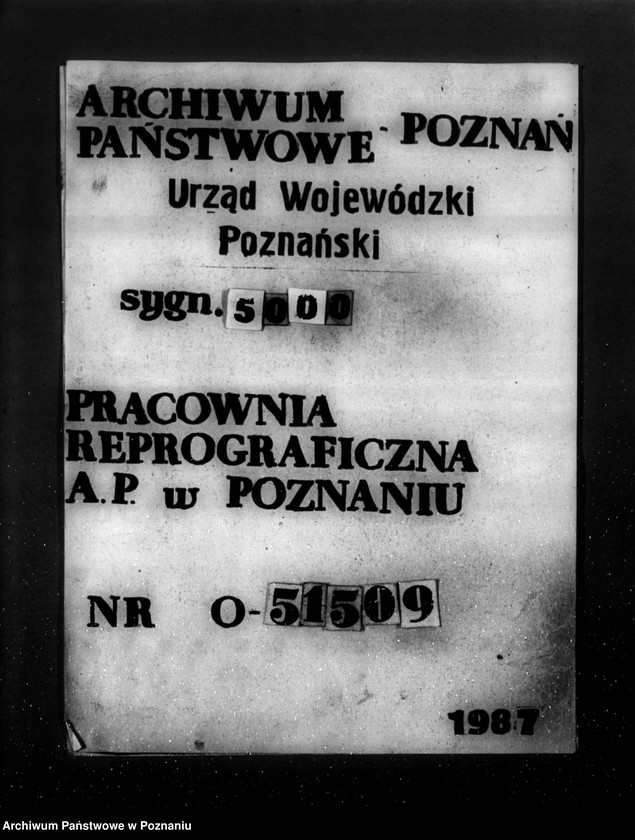 ARCHIWUM
PAŃSTWOWE - POZNAŃ
Urząd Wojewódzki
Poznański
sygn. 5000
PRACOWNIA
REPROGRAFICZNA
A.P. w POZNANIU
NR O-51509
1987
Archiwum Państwowe w Poznaniu